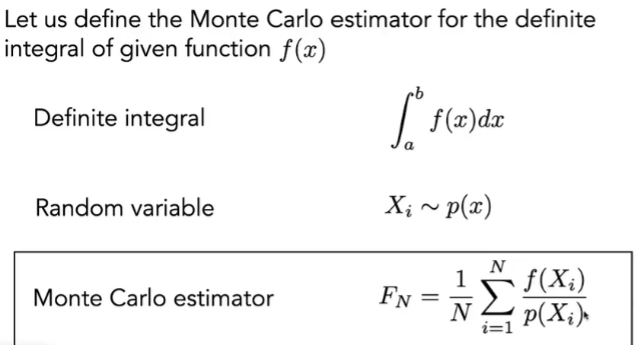 Let us define the Monte Carlo estimator for the definite
integral of given function f(x)
Definite integral ∫_a^b f(x)dx
Random variable X_i ∼ p(x)
Monte Carlo estimator F_N = 1/N ∑_{i=1}^{N} f(X_i)/p(X_i)